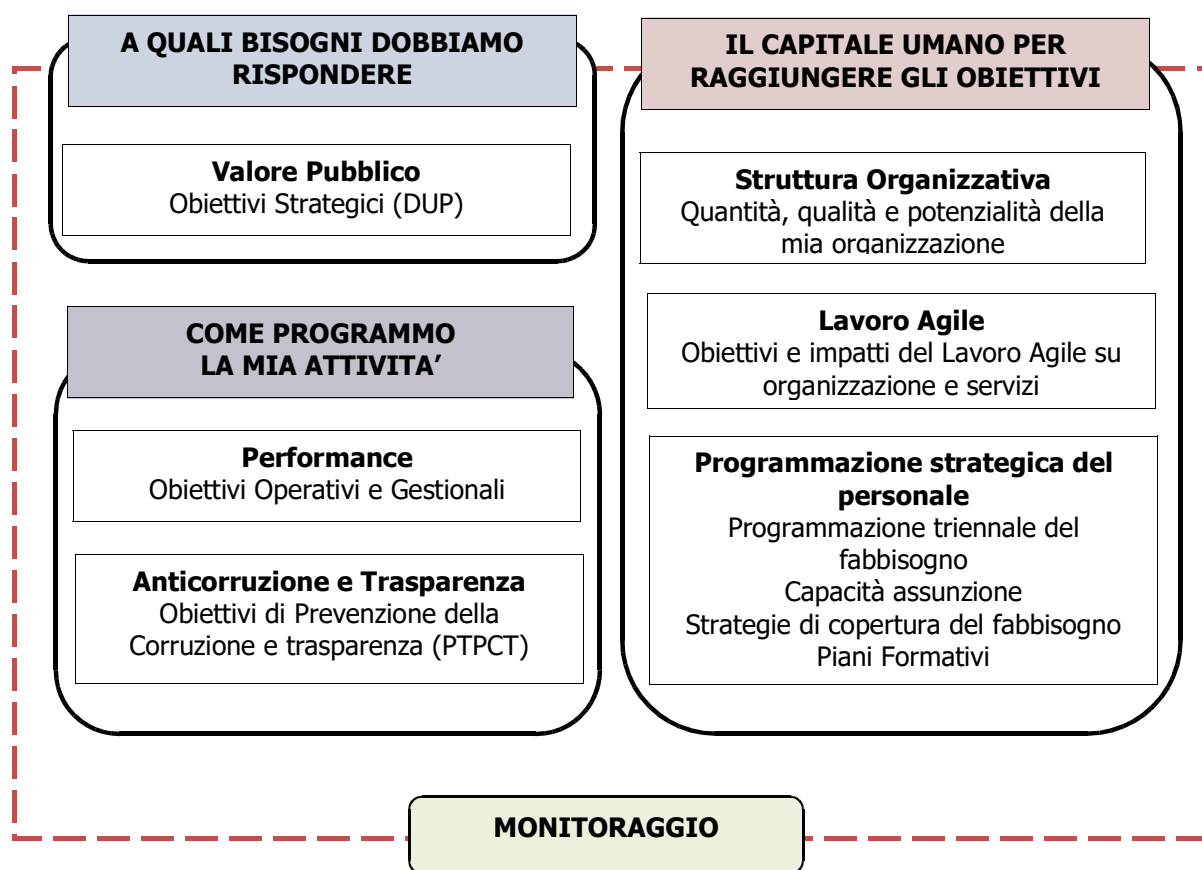 A QUALI BISOGNI DOBBIAMO
RISPONDERE
Valore Pubblico
Obiettivi Strategici (DUP)
COME PROGRAMMO
LA MIA ATTIVITA’
Performance
Obiettivi Operativi e Gestionali
Anticorruzione e Trasparenza
Obiettivi di Prevenzione della
Corruzione e trasparenza (PTPCT)
IL CAPITALE UMANO PER
RAGGIUNGERE GLI OBIETTIVI
Struttura Organizzativa
Quantità, qualità e potenzialità della
mia organizzazione
Lavoro Agile
Obiettivi e impatti del Lavoro Agile su
organizzazione e servizi
Programmazione strategica del
personale
Programmazione triennale del
fabbisogno
Capacità assunzione
Strategie di copertura del fabbisogno
Piani Formativi
MONITORAGGIO